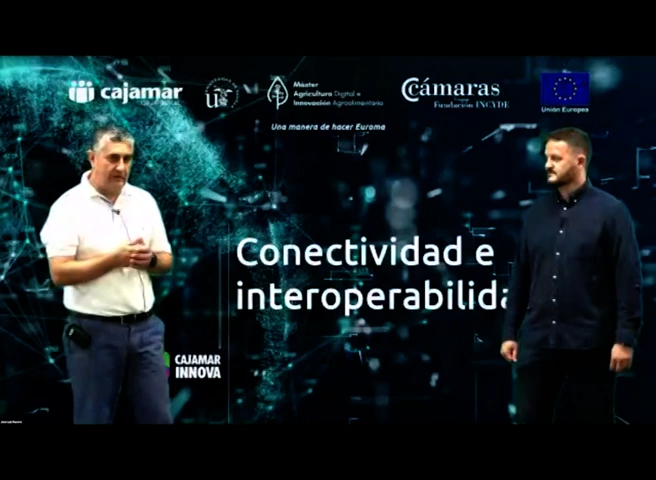 cajamar
Máster
Agricultura Digital e
Innovación Agroalimentaria
Cámaras
Fundación INCYDE
Unión Europea
Una manera de hacer Europa
Conectividad e
interoperabilida
CAJAMAR
INNOVA